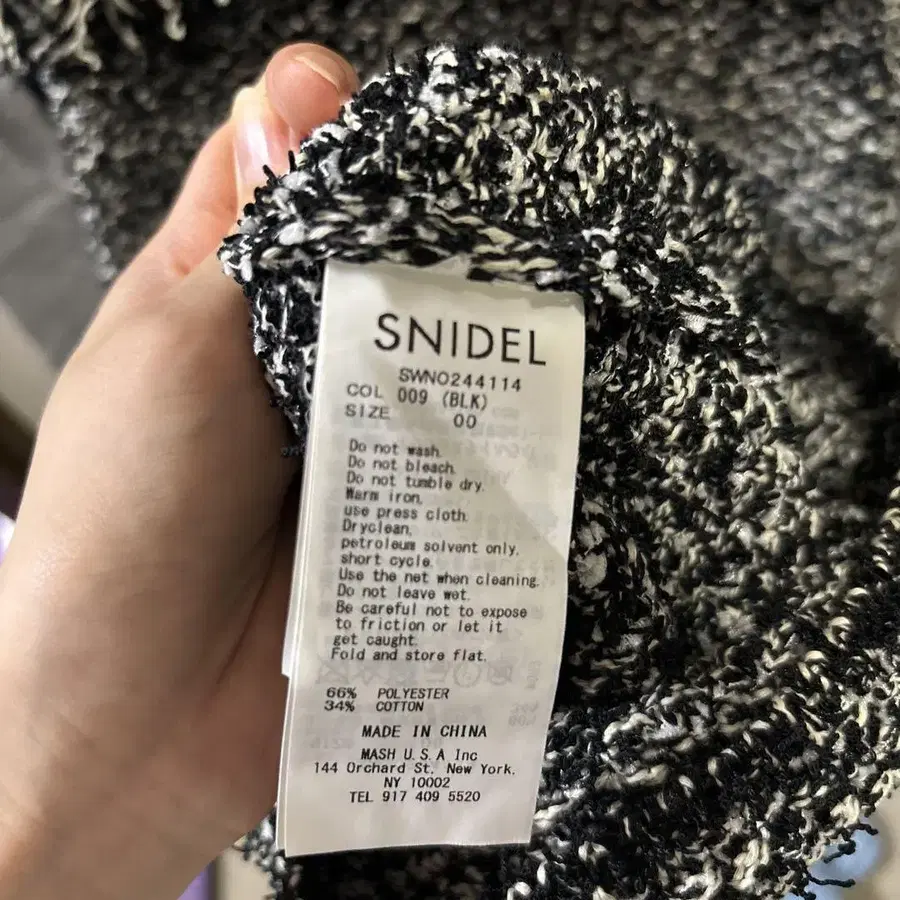 SNIDEL
SWNO244114
COL 009 (BLK)
SIZE 00
Do not wash.
Do not bleach.
Do not tumble dry.
Warm iron,
use press cloth.
Dryclean,
petroleum solvent only,
short cycle.
Use the net when cleaning.
Do not leave wet.
Be careful not to expose
to friction or let it
get caught.
Fold and store flat.
66% POLYESTER
34% COTTON
MADE IN CHINA
MASH U.S.A Inc
144 Orchard St, New York,
NY 10002
TEL 917 409 5520